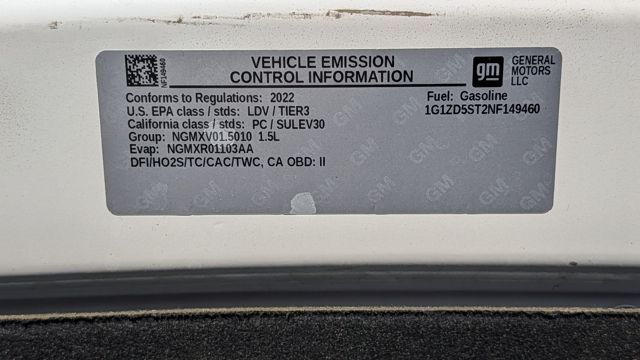 NF149460
VEHICLE EMISSION
CONTROL INFORMATION
gm
GENERAL
MOTORS
LLC
Conforms to Regulations: 2022
U.S. EPA class / stds: LDV / TIER3
California class / stds: PC / SULEV30
Group: NGMXV01.5010 1.5L
Evap: NGMXR01103AA
DFI/HO2S/TC/CAC/TWC, CA OBD: II
Fuel: Gasoline
1G1ZD5ST2NF149460